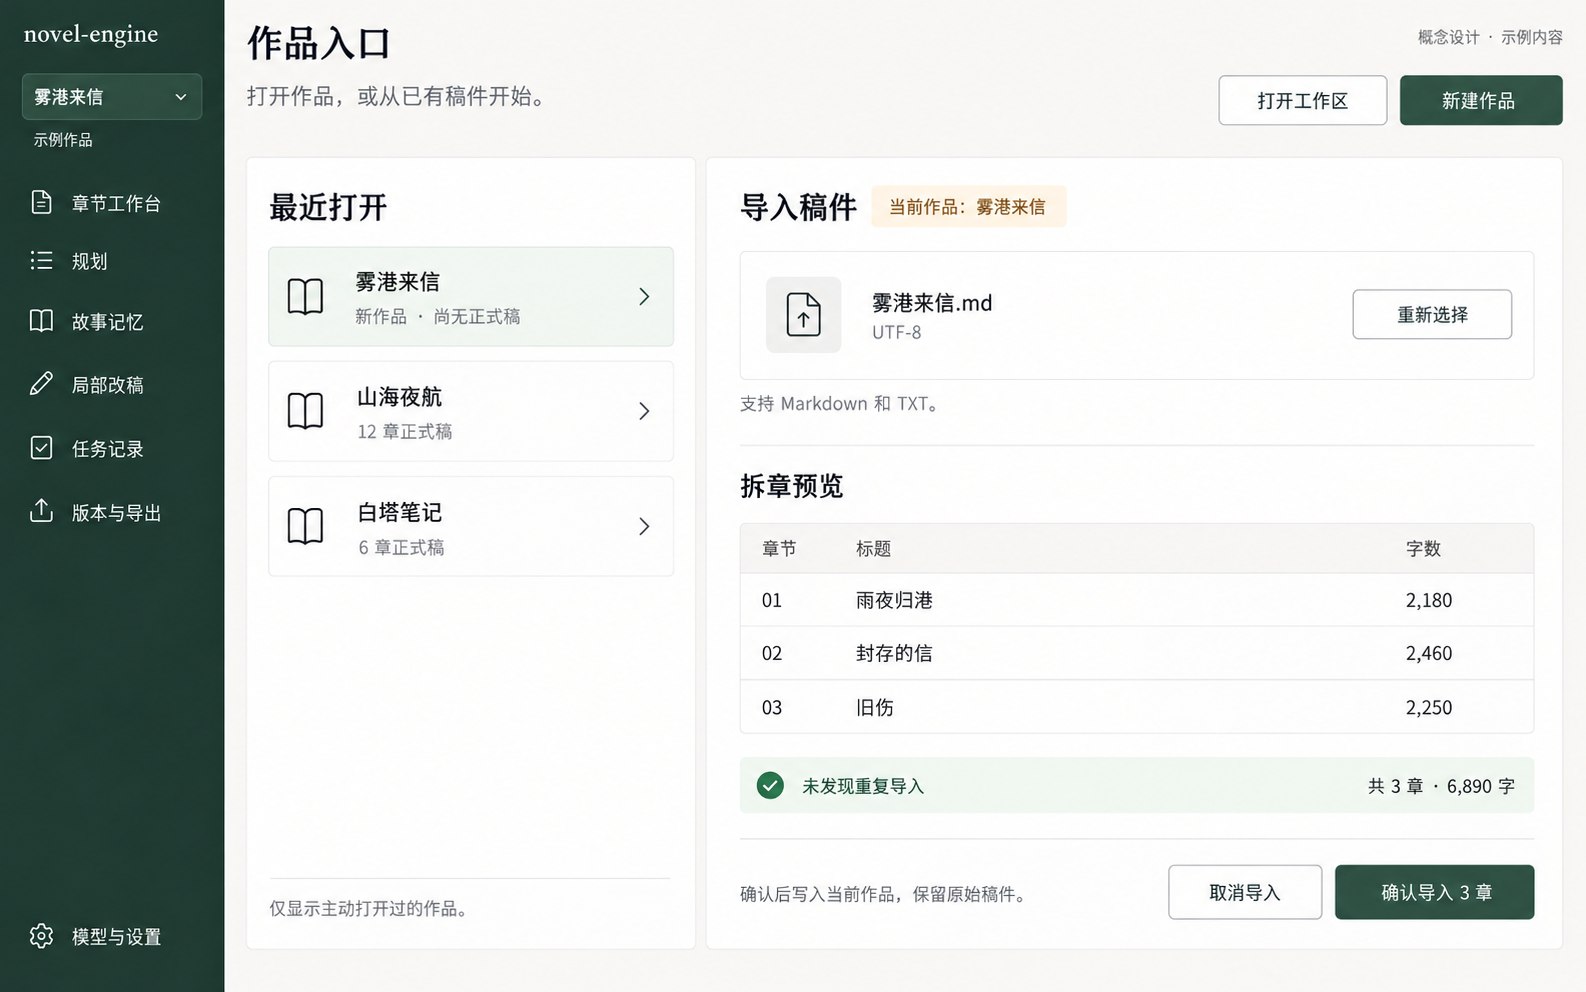 novel-engine
雾港来信
示例作品
章节工作台
规划
故事记忆
局部改稿
任务记录
版本与导出
模型与设置
作品入口
打开作品，或从已有稿件开始。
概念设计 · 示例内容
打开工作区
新建作品
最近打开
雾港来信
新作品 · 尚无正式稿
山海夜航
12 章正式稿
白塔笔记
6 章正式稿
仅显示主动打开过的作品。
导入稿件
当前作品：雾港来信
雾港来信.md
UTF-8
重新选择
支持 Markdown 和 TXT。
拆章预览
章节 标题 字数
01 雨夜归港 2,180
02 封存的信 2,460
03 旧伤 2,250
未发现重复导入
共 3 章 · 6,890 字
确认后写入当前作品，保留原始稿件。
取消导入
确认导入 3 章